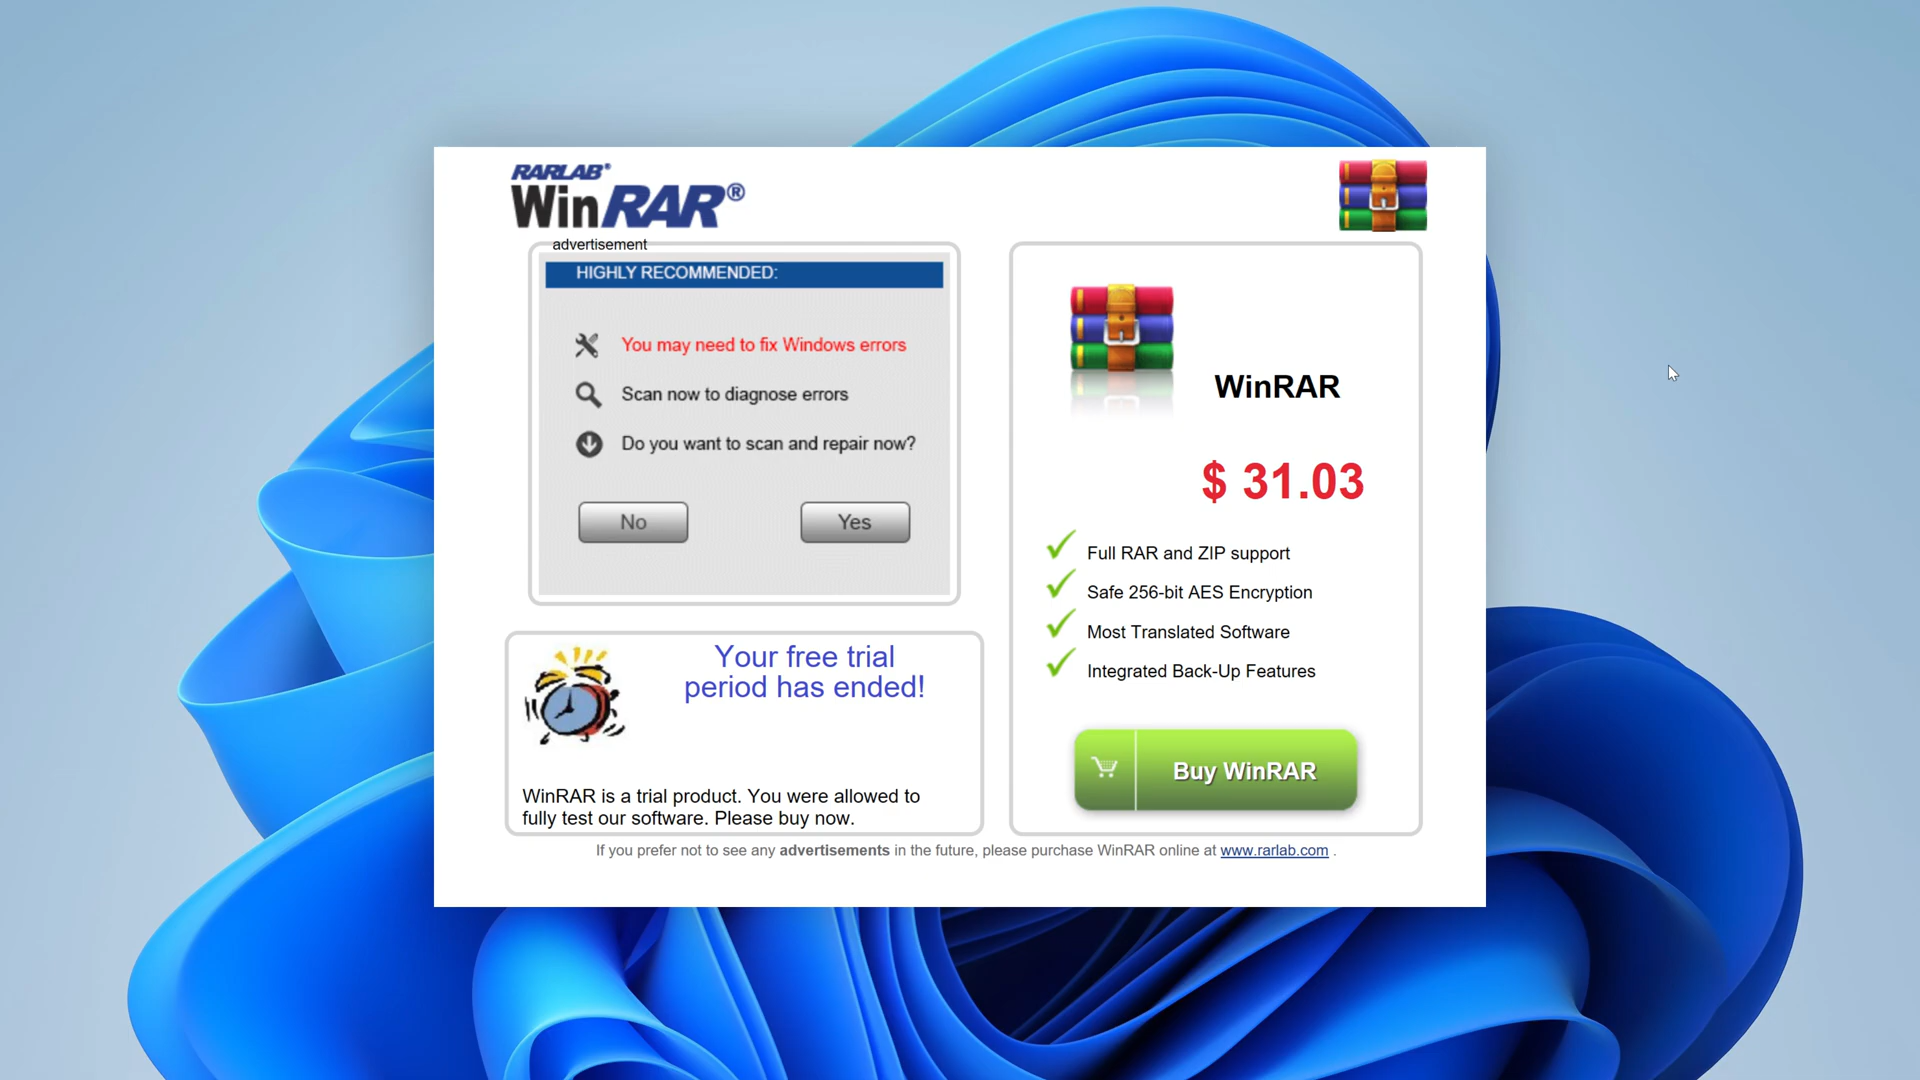 RARLAB®
WinRAR®
advertisement
HIGHLY RECOMMENDED:
You may need to fix Windows errors
Scan now to diagnose errors
Do you want to scan and repair now?
No
Yes
Your free trial
period has ended!
WinRAR is a trial product. You were allowed to
fully test our software. Please buy now.
WinRAR
$ 31.03
Full RAR and ZIP support
Safe 256-bit AES Encryption
Most Translated Software
Integrated Back-Up Features
Buy WinRAR
If you prefer not to see any advertisements in the future, please purchase WinRAR online at www.rarlab.com .